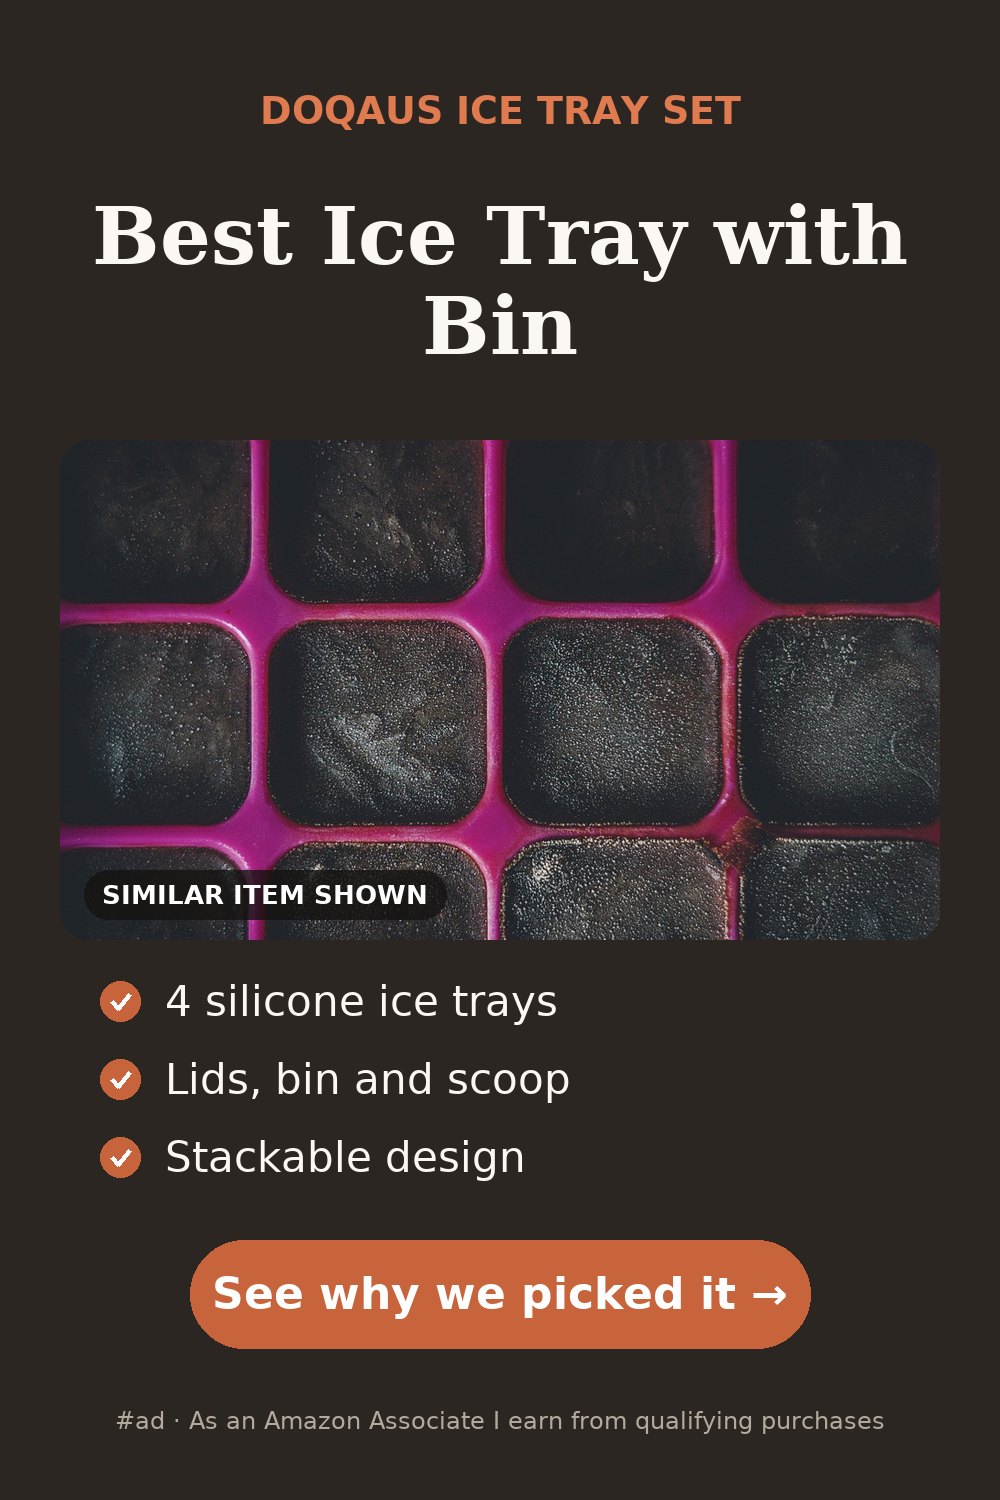 DOQAUS ICE TRAY SET
Best Ice Tray with
Bin
SIMILAR ITEM SHOWN
4 silicone ice trays
Lids, bin and scoop
Stackable design
See why we picked it →
#ad · As an Amazon Associate I earn from qualifying purchases